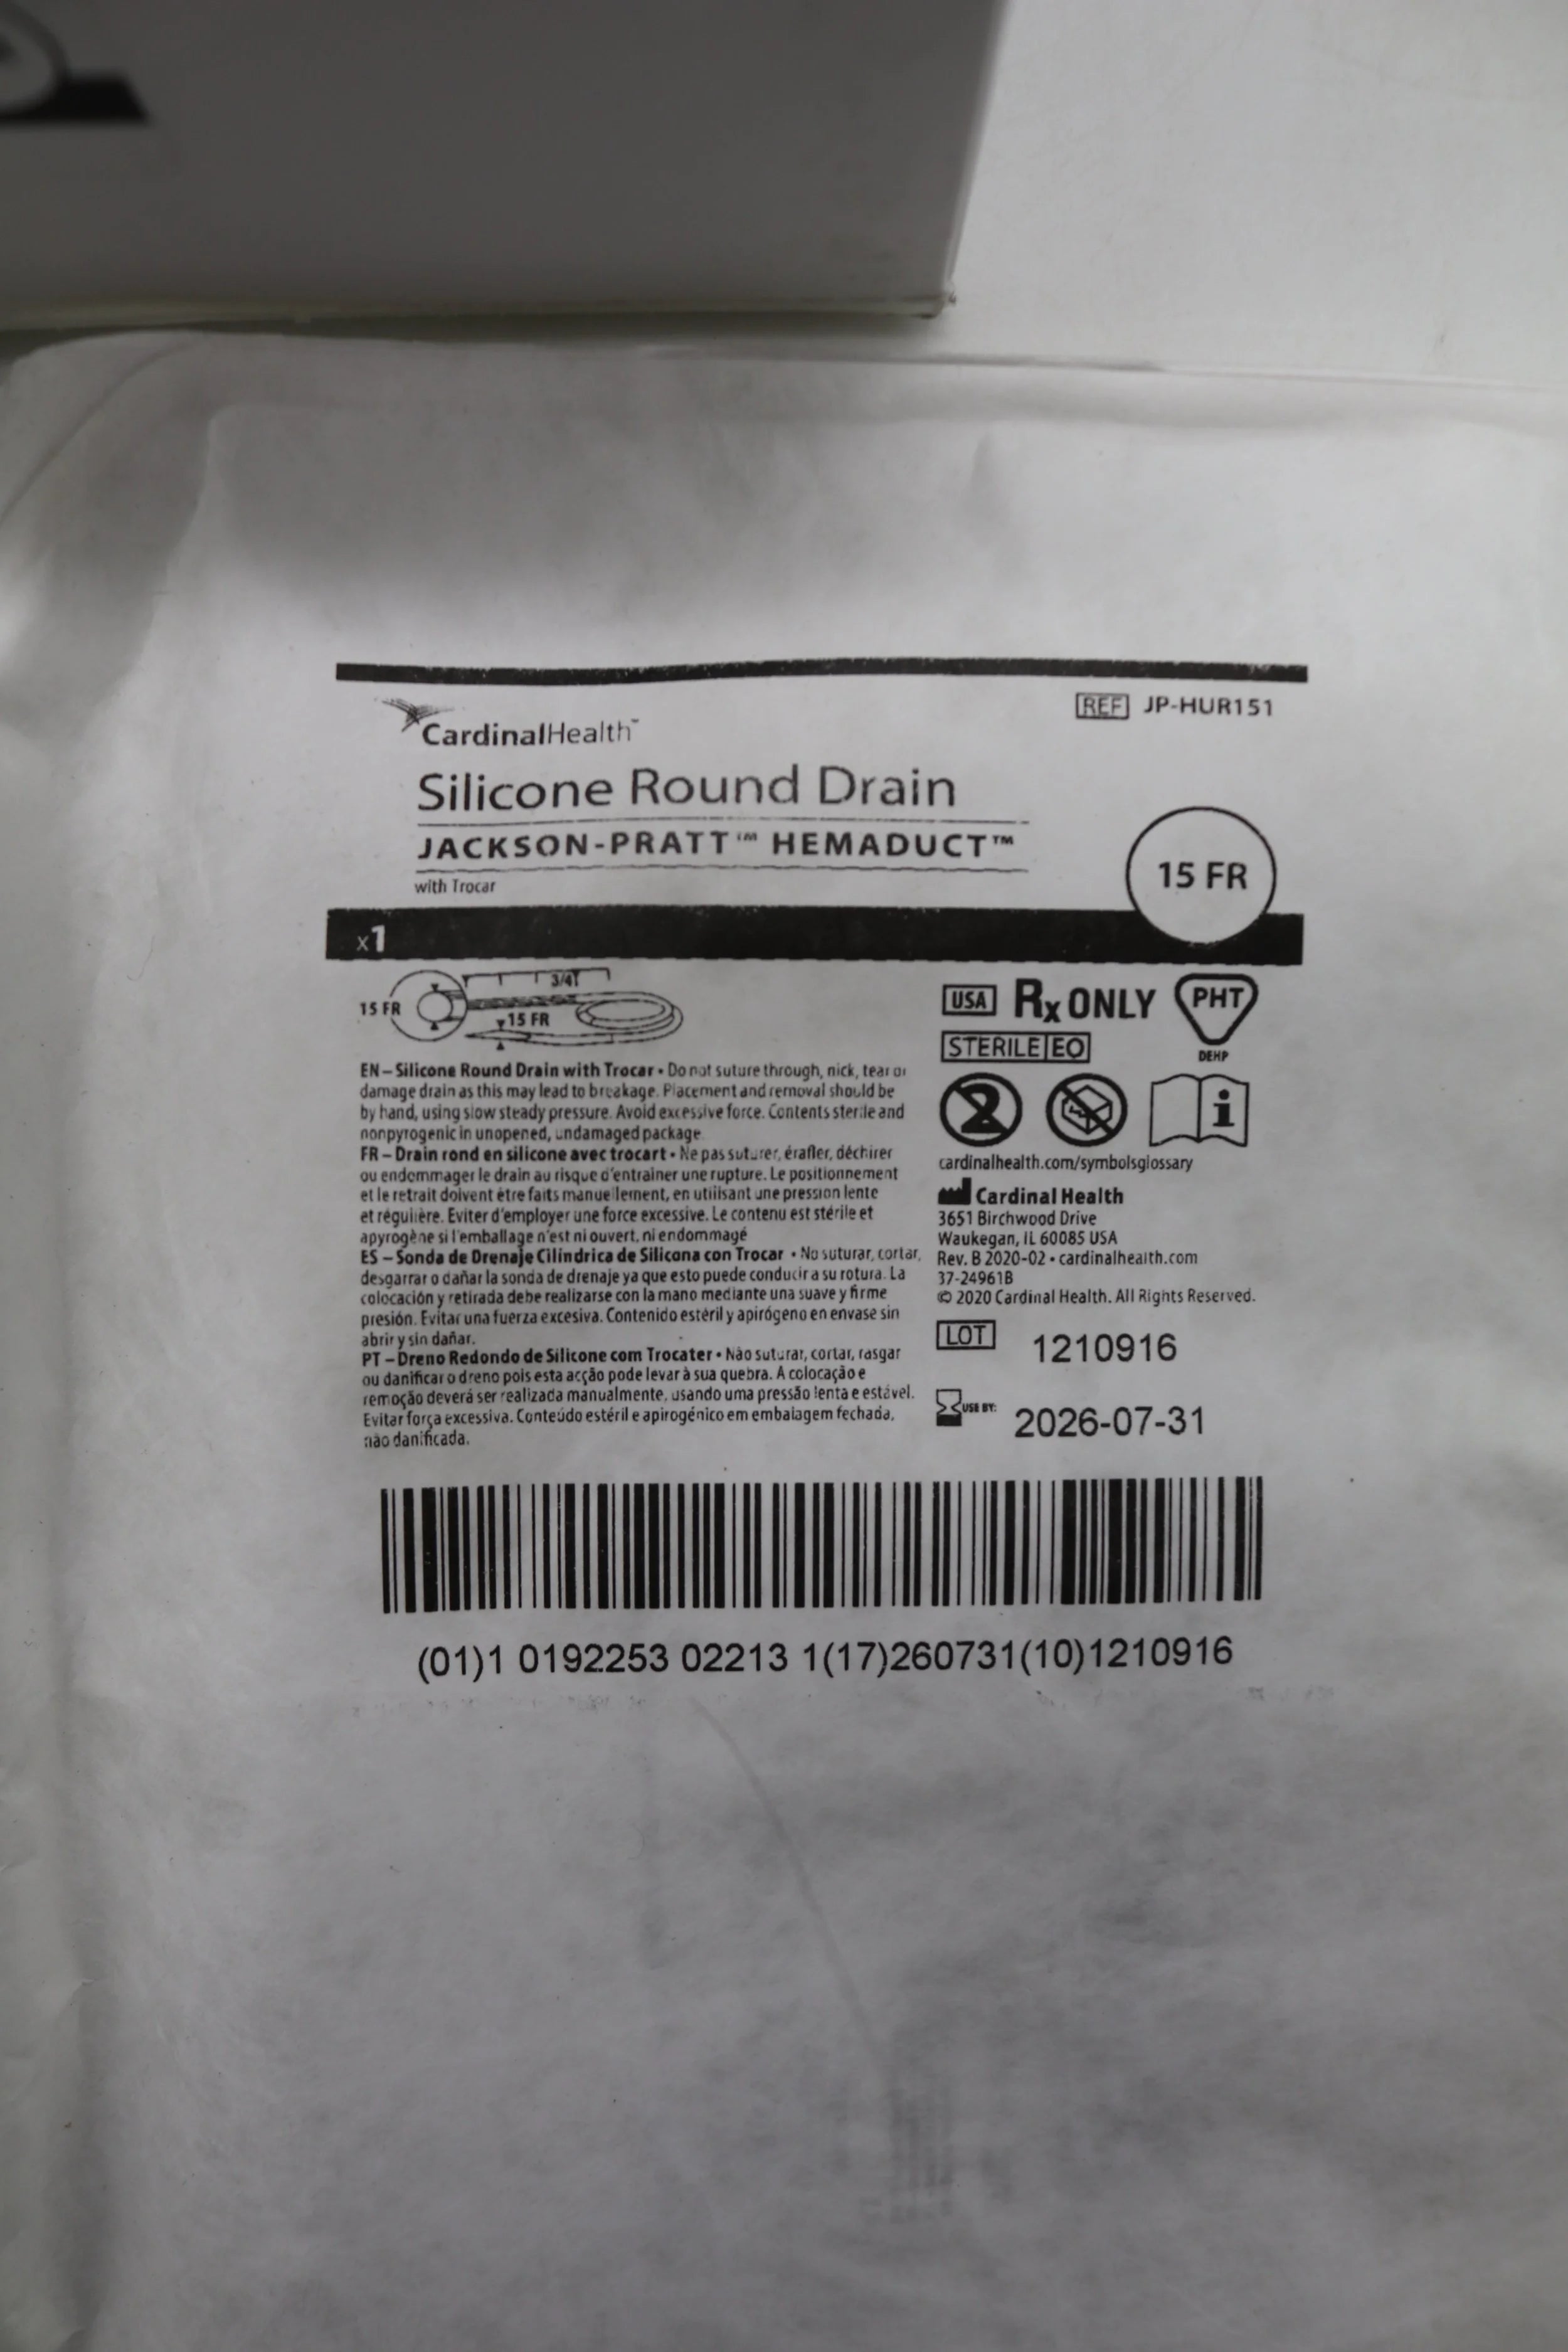 CardinalHealth™
REF JP-HUR151
Silicone Round Drain
JACKSON-PRATT™ HEMADUCT™
with Trocar
15 FR
x1
15 FR
3/4
15 FR
EN – Silicone Round Drain with Trocar • Do not suture through, nick, tear or
damage drain as this may lead to breakage. Placement and removal should be
by hand, using slow steady pressure. Avoid excessive force. Contents sterile and
nonpyrogenic in unopened, undamaged package
FR – Drain rond en silicone avec trocart • Ne pas suturer, érafler, déchirer
ou endommager le drain au risque d'entraîner une rupture. Le positionnement
et le retrait doivent être faits manuellement, en utilisant une pression lente
et régulière. Eviter d'employer une force excessive. Le contenu est stérile et
apyrogène si l'emballage n'est ni ouvert, ni endommagé
ES – Sonda de Drenaje Cilíndrica de Silicona con Trocar • No suturar, cortar,
desgarrar o dañar la sonda de drenaje ya que esto puede conducir a su rotura. La
colocación y retirada debe realizarse con la mano mediante una suave y firme
presión. Evitar una fuerza excesiva. Contenido estéril y apirógeno en envase sin
abrir y sin dañar.
PT – Dreno Redondo de Silicone com Trocater • Não suturar, cortar, rasgar
ou danificar o dreno pois esta acção pode levar à sua quebra. A colocação e
remoção deverá ser realizada manualmente, usando uma pressão lenta e estável.
Evitar força excessiva. Conteúdo estéril e apirogénico em embalagem fechada,
não danificada.
USA Rx ONLY PHT
STERILE EO DEHP
2 i
cardinalhealth.com/symbolsglossary
Cardinal Health
3651 Birchwood Drive
Waukegan, IL 60085 USA
Rev. B 2020-02 • cardinalhealth.com
37-24961B
© 2020 Cardinal Health. All Rights Reserved.
LOT 1210916
USE BY: 2026-07-31
(01)1 0192253 02213 1(17)260731(10)1210916